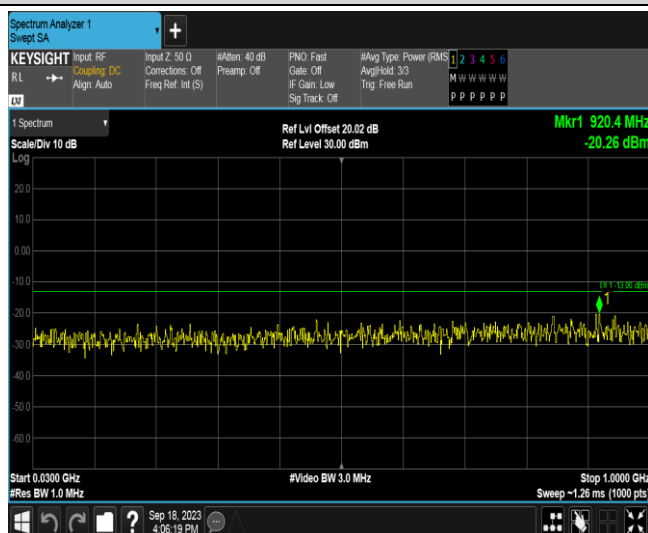 Spectrum Analyzer 1
Swept SA
+
KEYSIGHT
RL
LXI
Input: RF
Coupling: DC
Align: Auto
Input Z: 50 Ω
Corrections: Off
Freq Ref: Int (S)
#Atten: 40 dB
Preamp: Off
PNO: Fast
Gate: Off
IF Gain: Low
Sig Track: Off
#Avg Type: Power (RMS
Avg|Hold: 3/3
Trig: Free Run
1 2 3 4 5 6
M W W W W W
P P P P P P
1 Spectrum
Scale/Div 10 dB
Log
Ref Lvl Offset 20.02 dB
Ref Level 30.00 dBm
Mkr1 920.4 MHz
-20.26 dBm
20.0
10.0
0.00
-10.0
-20.0
-30.0
-40.0
-50.0
-60.0
DL1 -13.00 dBm
1
Start 0.0300 GHz
#Res BW 1.0 MHz
#Video BW 3.0 MHz
Stop 1.0000 GHz
Sweep ~1.26 ms (1000 pts)
?
Sep 18, 2023
4:06:19 PM